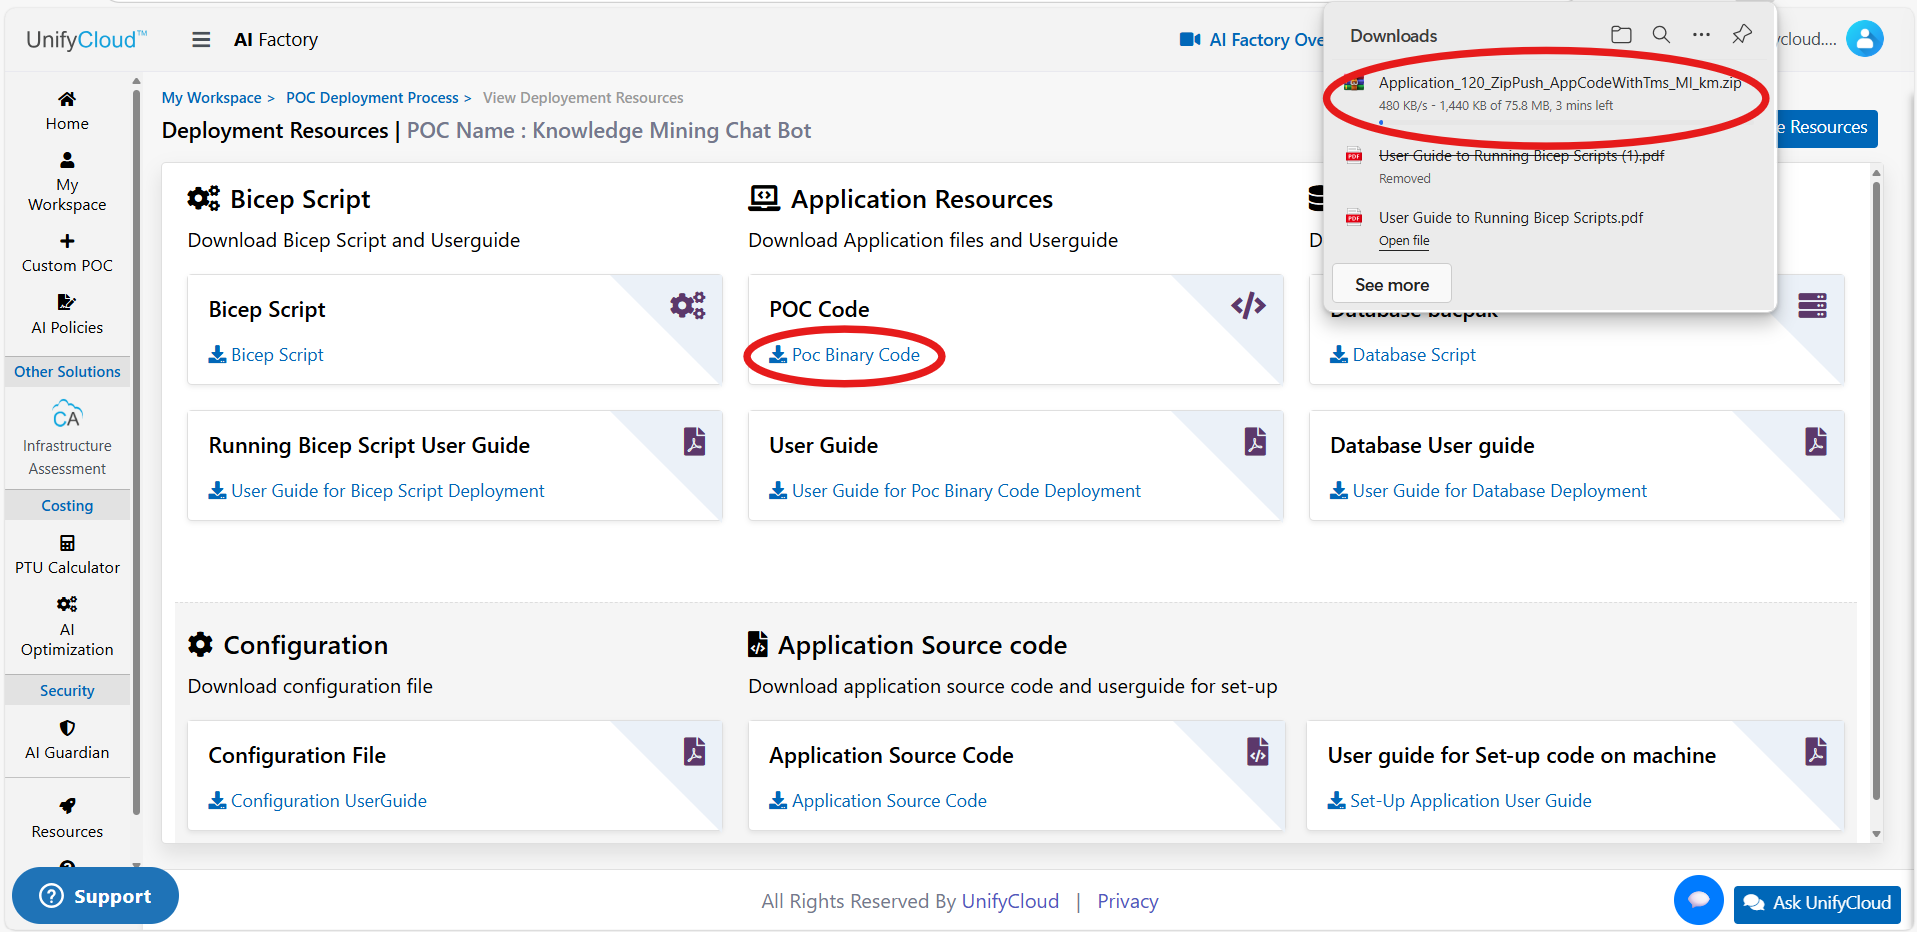 UnifyCloud™
AI Factory
AI Factory Ove
ycloud....
Downloads
Application_120_ZipPush_AppCodeWithTms_MI_km.zip
480 KB/s - 1,440 KB of 75.8 MB, 3 mins left
User Guide to Running Bicep Scripts (1).pdf
Removed
User Guide to Running Bicep Scripts.pdf
Open file
See more
Home
My
Workspace
Custom POC
AI Policies
Other Solutions
CA
Infrastructure
Assessment
Costing
PTU Calculator
AI
Optimization
Security
AI Guardian
Resources
Support
My Workspace > POC Deployment Process > View Deployement Resources
Deployment Resources | POC Name : Knowledge Mining Chat Bot
e Resources
Bicep Script
Download Bicep Script and Userguide
Bicep Script
Bicep Script
Running Bicep Script User Guide
User Guide for Bicep Script Deployment
Application Resources
Download Application files and Userguide
POC Code
Poc Binary Code
User Guide
User Guide for Poc Binary Code Deployment
D
Database bacpak
Database Script
Database User guide
User Guide for Database Deployment
Configuration
Download configuration file
Configuration File
Configuration UserGuide
Application Source code
Download application source code and userguide for set-up
Application Source Code
Application Source Code
User guide for Set-up code on machine
Set-Up Application User Guide
All Rights Reserved By UnifyCloud | Privacy
Ask UnifyCloud